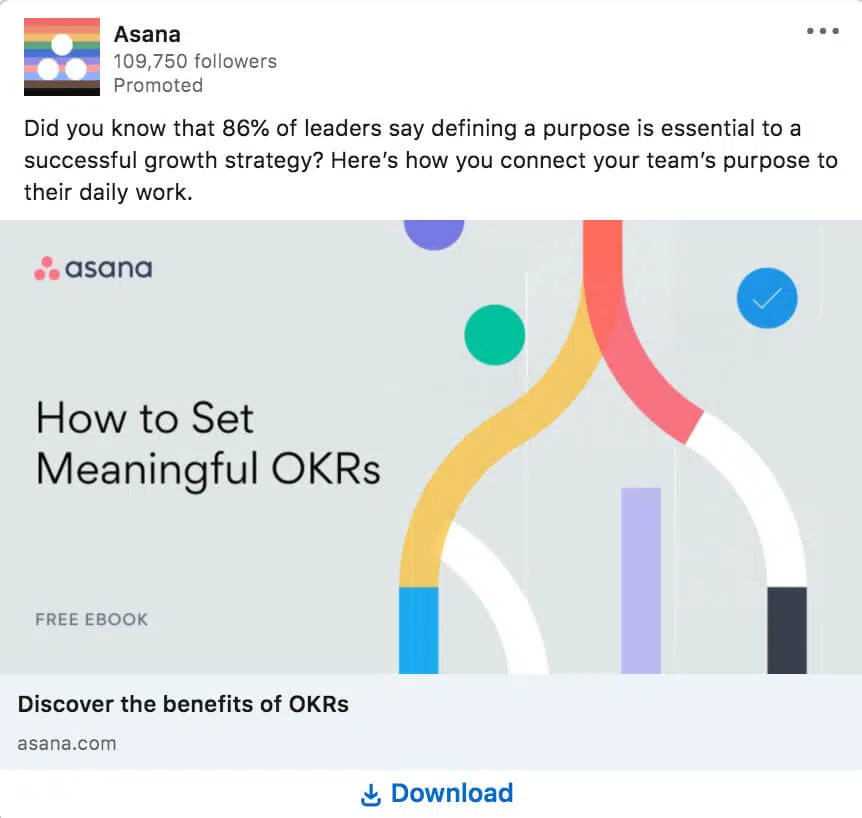 Asana
109,750 followers
Promoted
Did you know that 86% of leaders say defining a purpose is essential to a
successful growth strategy? Here’s how you connect your team’s purpose to
their daily work.
asana
How to Set
Meaningful OKRs
FREE EBOOK
Discover the benefits of OKRs
asana.com
Download